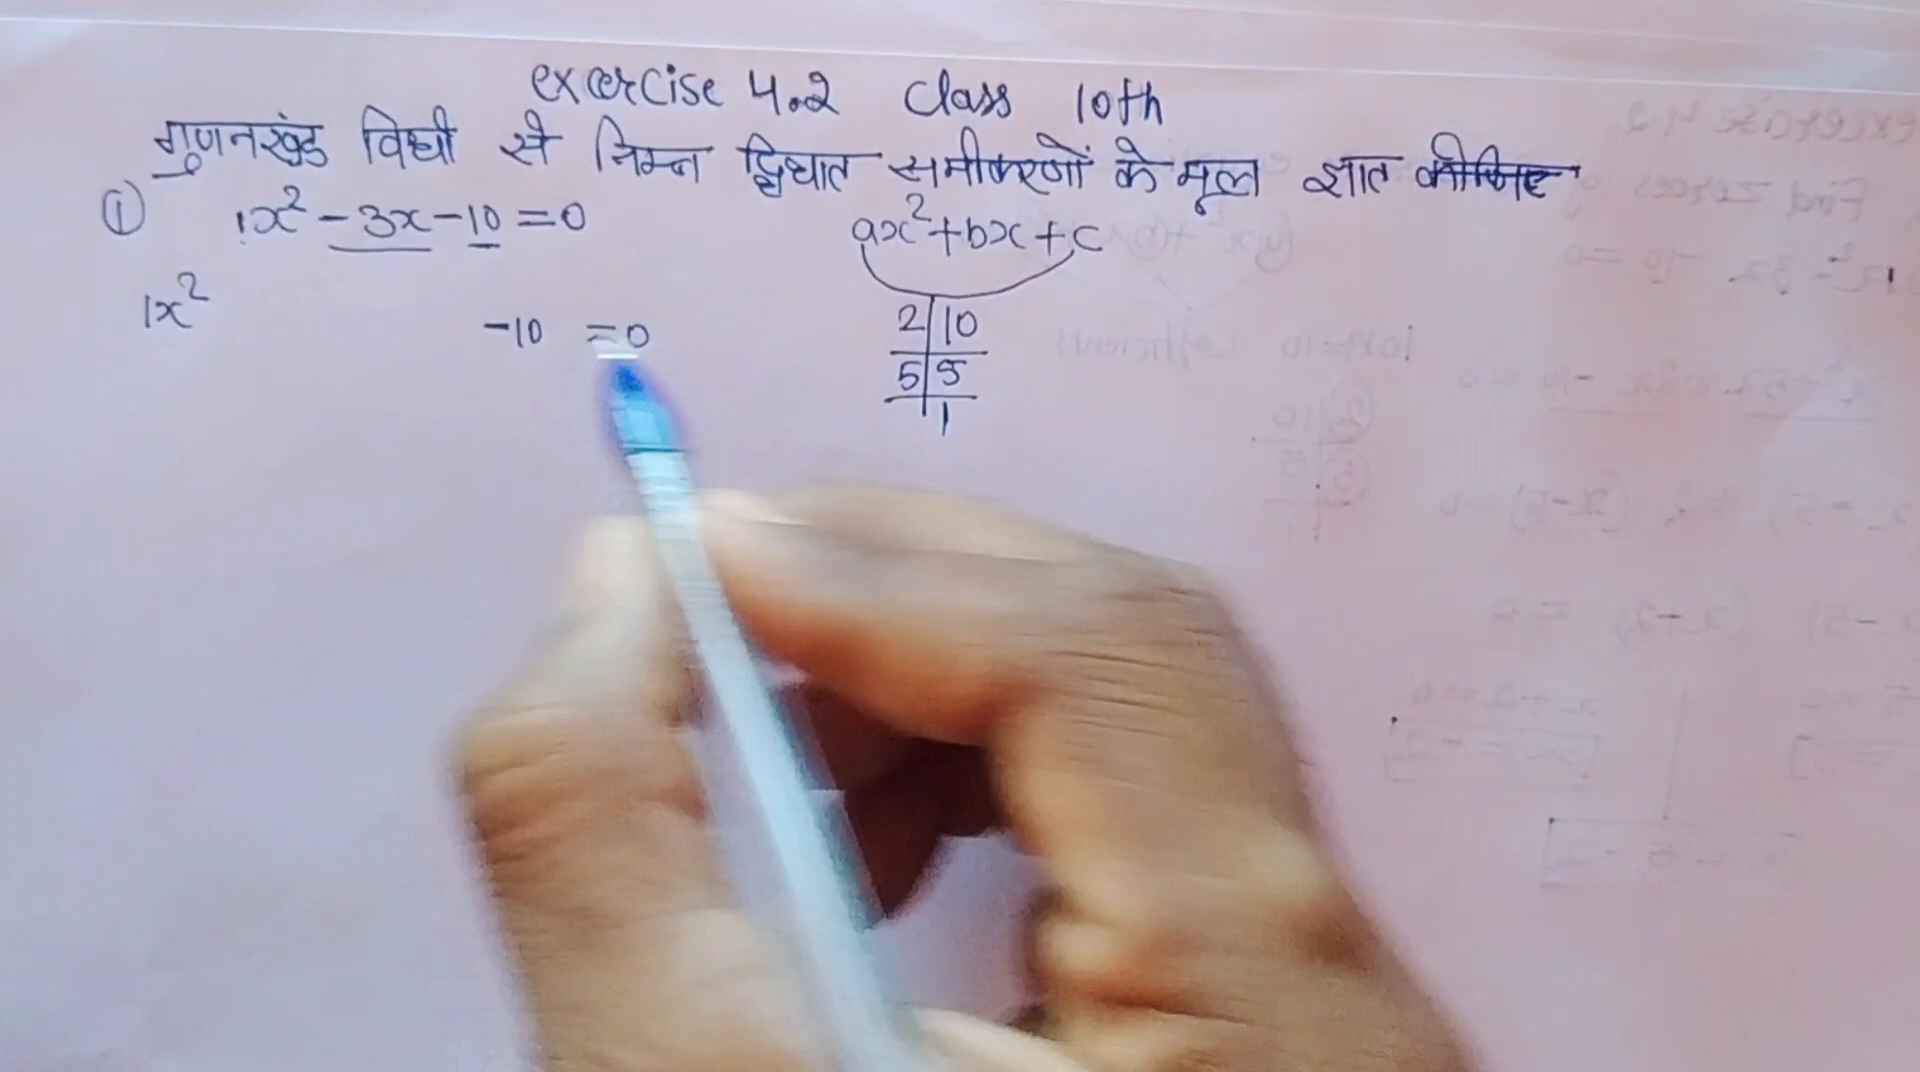 exercise 4.2 class 10th
गुणनखंड विधी से निम्न द्विघात समीकरणों के मूल ज्ञात कीजिए
① 1x² - 3x - 10 = 0
ax² + bx + c
1x² -10 = 0
2 | 10
5 | 5
1